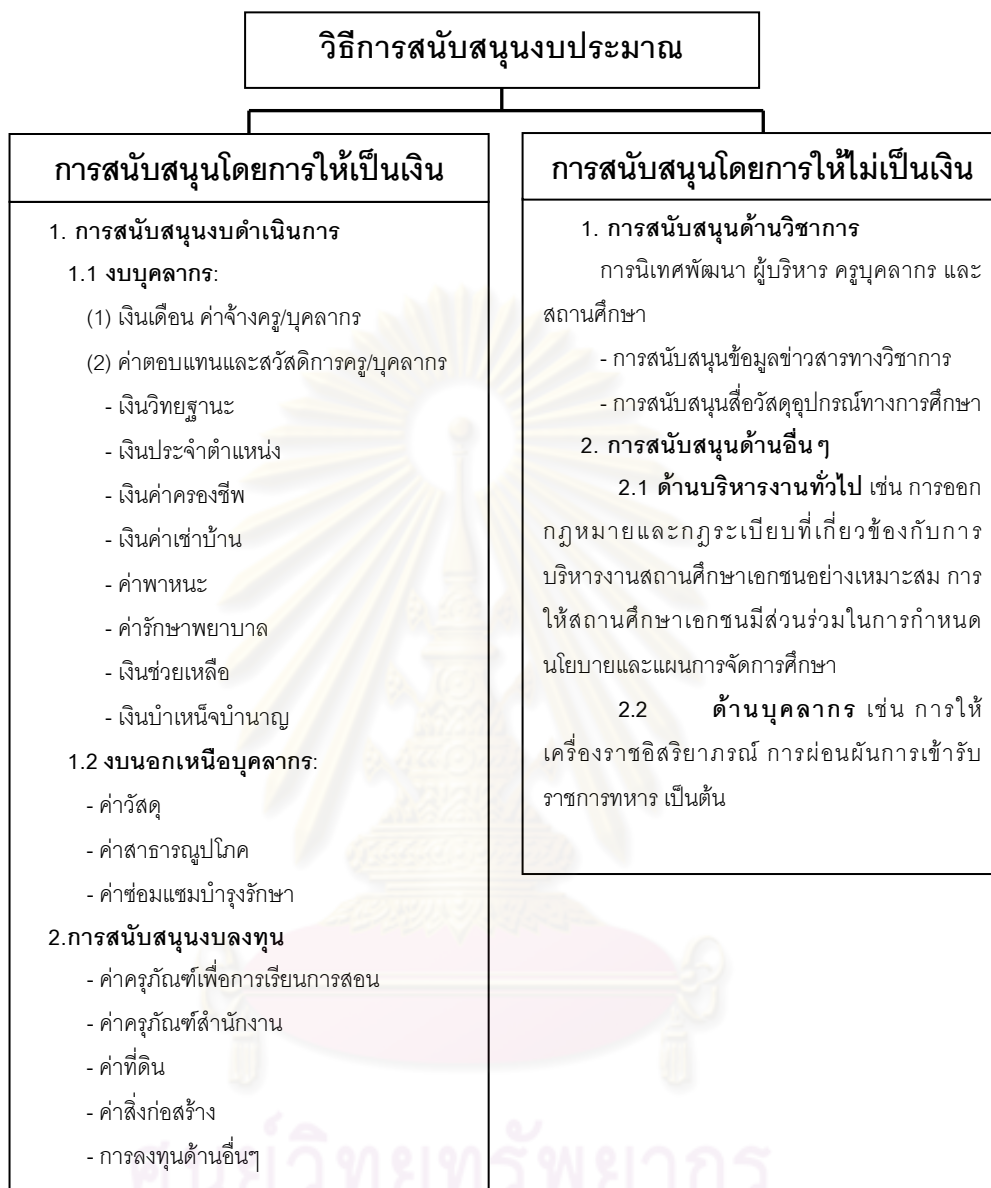 วิธีการสนับสนุนงบประมาณ
การสนับสนุนโดยการให้เป็นเงิน
1. การสนับสนุนงบดำเนินการ
1.1 งบบุคลากร:
(1) เงินเดือน ค่าจ้างครู/บุคลากร
(2) ค่าตอบแทนและสวัสดิการครู/บุคลากร
- เงินวิทยฐานะ
- เงินประจำตำแหน่ง
- เงินค่าครองชีพ
- เงินค่าเช่าบ้าน
- ค่าพาหนะ
- ค่ารักษาพยาบาล
- เงินช่วยเหลือ
- เงินบำเหน็จบำนาญ
1.2 งบนอกเหนือบุคลากร:
- ค่าวัสดุ
- ค่าสาธารณูปโภค
- ค่าซ่อมแซมบำรุงรักษา
2.การสนับสนุนงบลงทุน
- ค่าครุภัณฑ์เพื่อการเรียนการสอน
- ค่าครุภัณฑ์สำนักงาน
- ค่าที่ดิน
- ค่าสิ่งก่อสร้าง
- การลงทุนด้านอื่นๆ
การสนับสนุนโดยการให้ไม่เป็นเงิน
1. การสนับสนุนด้านวิชาการ
การนิเทศพัฒนา ผู้บริหาร ครูบุคลากร และ
สถานศึกษา
- การสนับสนุนข้อมูลข่าวสารทางวิชาการ
- การสนับสนุนสื่อวัสดุอุปกรณ์ทางการศึกษา
2. การสนับสนุนด้านอื่นๆ
2.1 ด้านบริหารงานทั่วไป เช่น การออก
กฎหมายและกฎระเบียบที่เกี่ยวข้องกับการ
บริหารงานสถานศึกษาเอกชนอย่างเหมาะสม การ
ให้สถานศึกษาเอกชนมีส่วนร่วมในการกำหนด
นโยบายและแผนการจัดการศึกษา
2.2 ด้านบุคลากร เช่น การให้
เครื่องราชอิสริยาภรณ์ การผ่อนผันการเข้ารับ
ราชการทหาร เป็นต้น
ศูนย์วิทยทรัพยากร